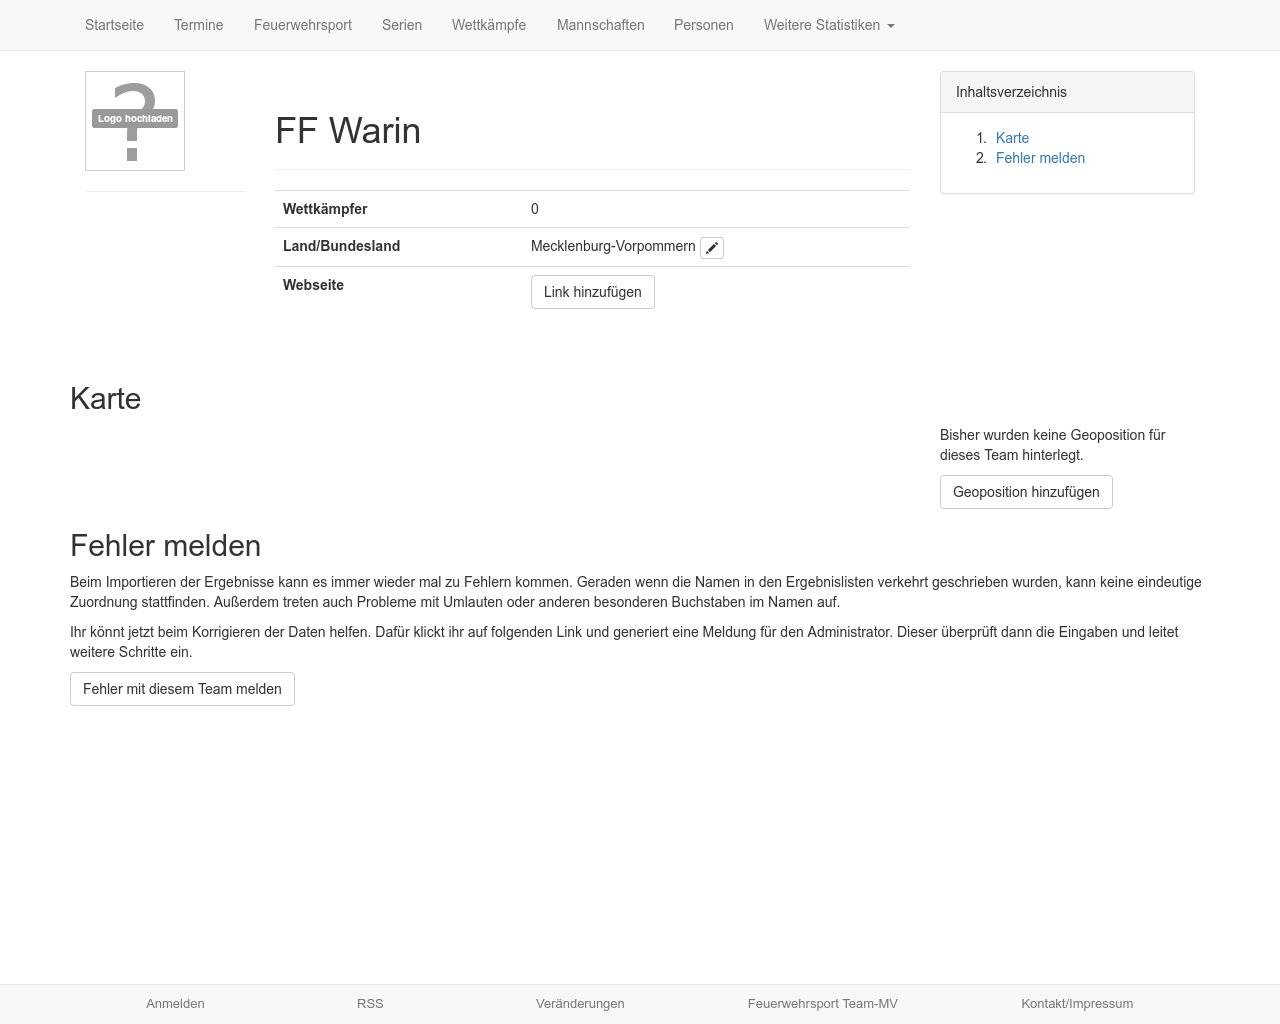 Startseite Termine Feuerwehrsport Serien Wettkämpfe Mannschaften Personen Weitere Statistiken
Logo hochladen
FF Warin
Wettkämpfer 0
Land/Bundesland Mecklenburg-Vorpommern
Webseite Link hinzufügen
Inhaltsverzeichnis
1. Karte
2. Fehler melden
Karte
Bisher wurden keine Geoposition für
dieses Team hinterlegt.
Geoposition hinzufügen
Fehler melden
Beim Importieren der Ergebnisse kann es immer wieder mal zu Fehlern kommen. Geraden wenn die Namen in den Ergebnislisten verkehrt geschrieben wurden, kann keine eindeutige
Zuordnung stattfinden. Außerdem treten auch Probleme mit Umlauten oder anderen besonderen Buchstaben im Namen auf.
Ihr könnt jetzt beim Korrigieren der Daten helfen. Dafür klickt ihr auf folgenden Link und generiert eine Meldung für den Administrator. Dieser überprüft dann die Eingaben und leitet
weitere Schritte ein.
Fehler mit diesem Team melden
Anmelden RSS Veränderungen Feuerwehrsport Team-MV Kontakt/Impressum